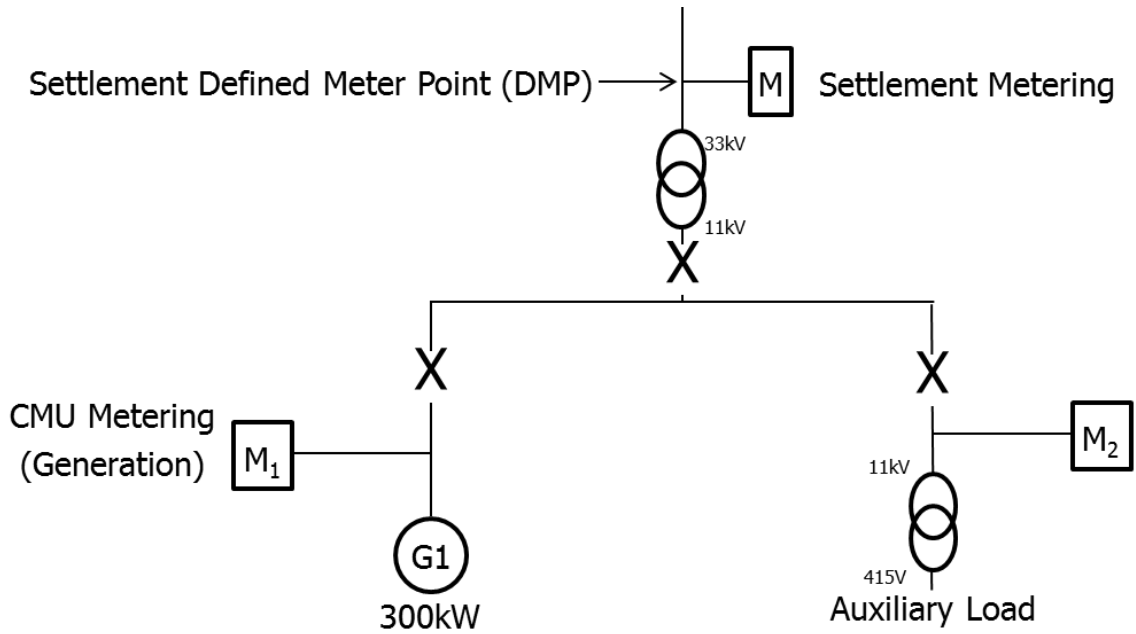 Settlement Defined Meter Point (DMP)
M
Settlement Metering
33kV
11kV
X
X
X
CMU Metering
(Generation)
M₁
M₂
11kV
G1
300kW
415V
Auxiliary Load